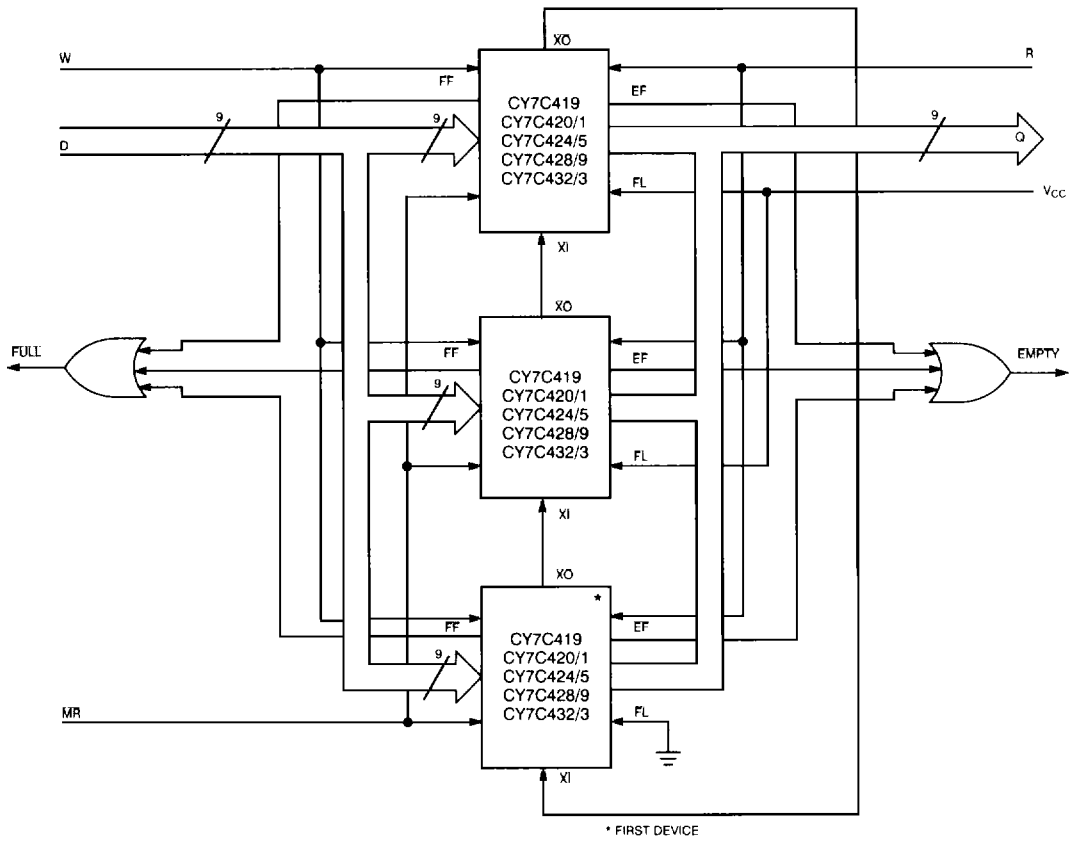 XO
W
R
FF
EF
CY7C419
CY7C420/1
CY7C424/5
CY7C428/9
CY7C432/3
9
9
9
D
Q
FL
VCC
XI
XO
FULL
FF
EF
EMPTY
CY7C419
CY7C420/1
CY7C424/5
CY7C428/9
CY7C432/3
9
FL
XI
XO
*
FF
EF
CY7C419
CY7C420/1
CY7C424/5
CY7C428/9
CY7C432/3
9
MR
FL
XI
* FIRST DEVICE